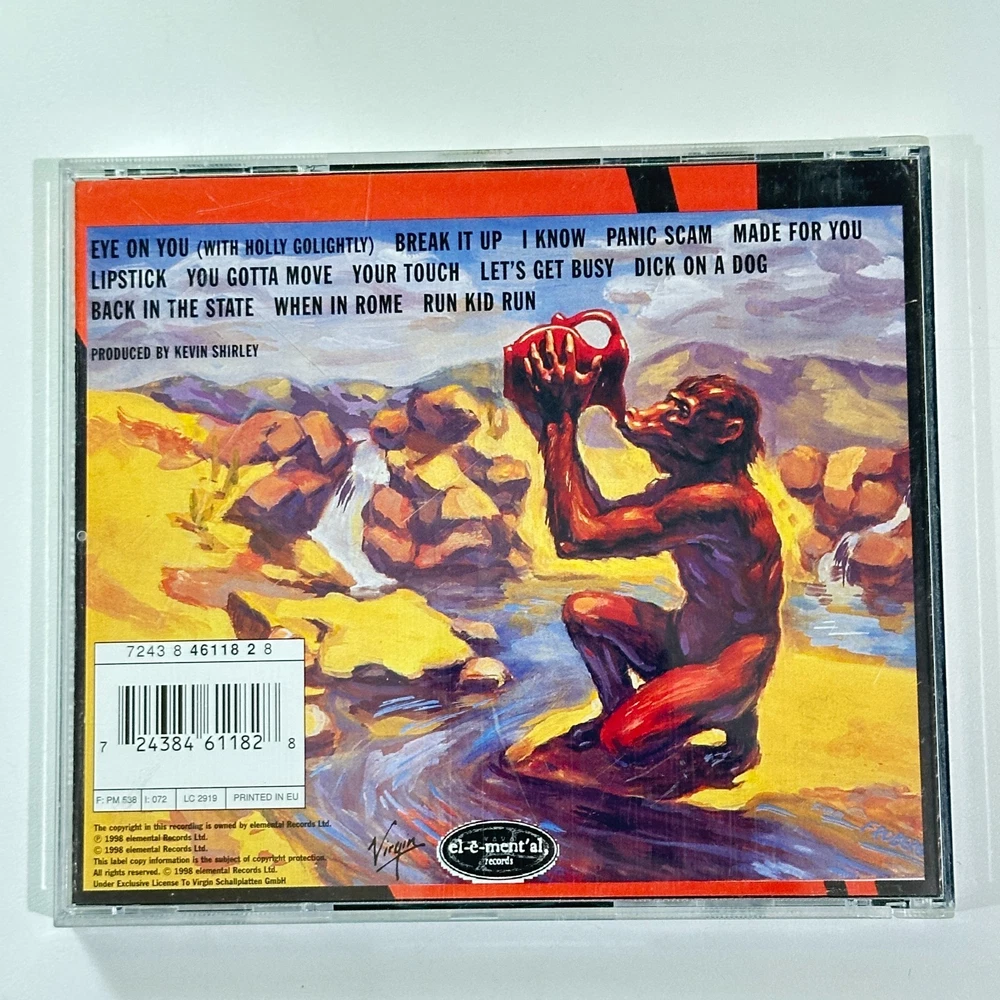 EYE ON YOU (WITH HOLLY GOLIGHTLY) BREAK IT UP I KNOW PANIC SCAM MADE FOR YOU
LIPSTICK YOU GOTTA MOVE YOUR TOUCH LET'S GET BUSY DICK ON A DOG
BACK IN THE STATE WHEN IN ROME RUN KID RUN
PRODUCED BY KEVIN SHIRLEY
7243 8 46118 2 8
7 24384 61182 8
F: PM 538 I: 072 LC 2919 PRINTED IN EU
The copyright in this recording is owned by elemental Records Ltd.
℗ 1998 elemental Records Ltd.
© 1998 elemental Records Ltd.
This label copy information is the subject of copyright protection.
All rights reserved. © 1998 elemental Records Ltd.
Under Exclusive License To Virgin Schallplatten GmbH
Virgin
el-e-ment'al
records